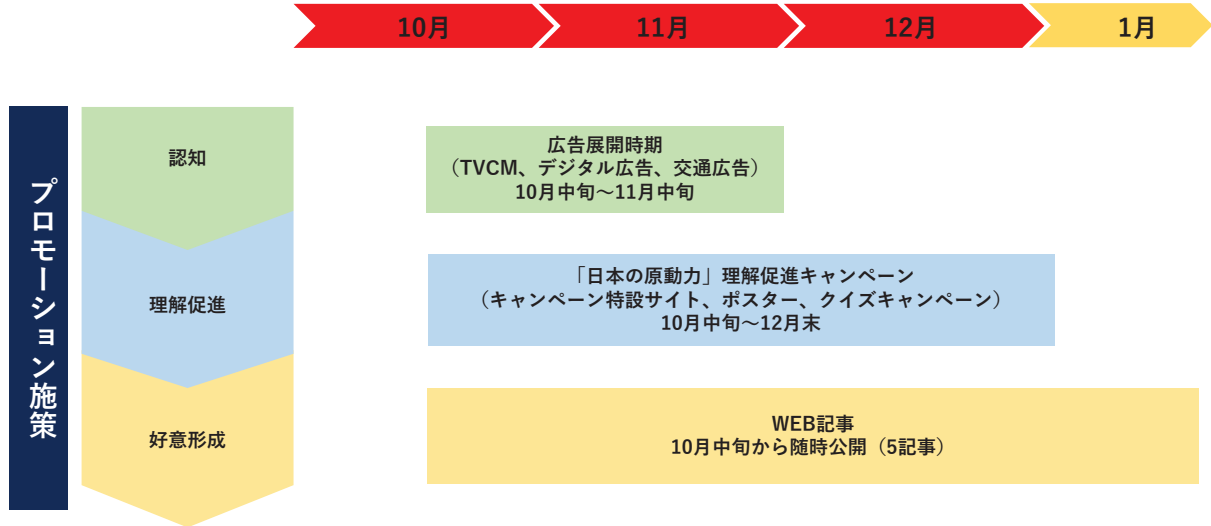 10月
11月
12月
1月
プロモーション施策
認知
広告展開時期
（TVCM、デジタル広告、交通広告）
10月中旬～11月中旬
理解促進
「日本の原動力」理解促進キャンペーン
（キャンペーン特設サイト、ポスター、クイズキャンペーン）
10月中旬～12月末
好意形成
WEB記事
10月中旬から随時公開（5記事）